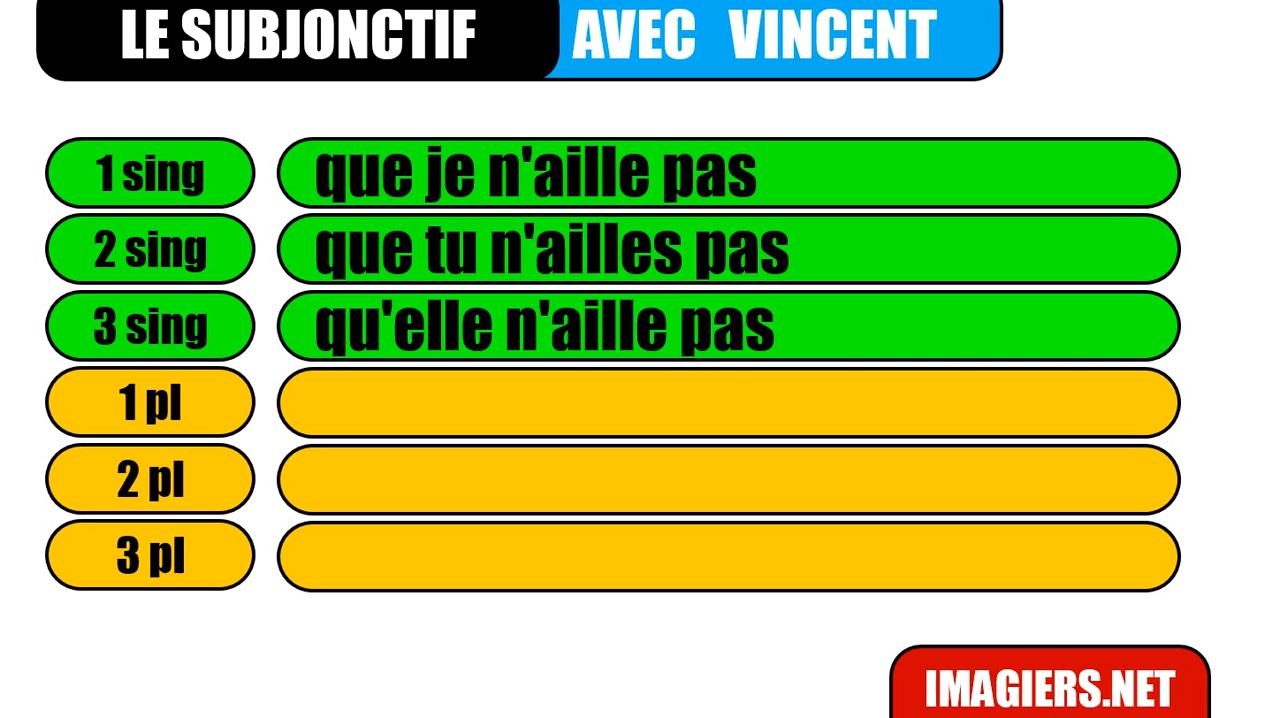 LE SUBJONCTIF AVEC VINCENT
1 sing que je n'aille pas
2 sing que tu n'ailles pas
3 sing qu'elle n'aille pas
1 pl
2 pl
3 pl
IMAGIERS.NET